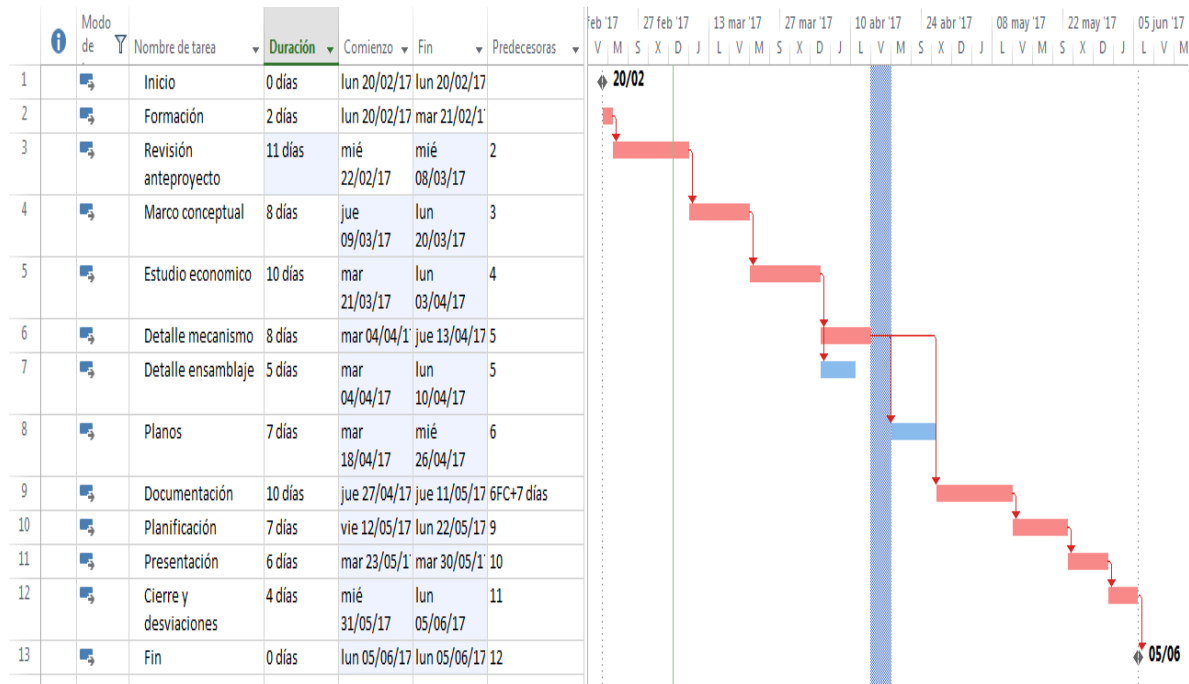 Modo
de
Nombre de tarea Duración Comienzo Fin Predecesoras
feb '17 27 feb '17 13 mar '17 27 mar '17 10 abr '17 24 abr '17 08 may '17 22 may '17 05 jun '17
V M S X D J L V M S X D J L V M S X D J L V M S X D J L V M
1 Inicio 0 días lun 20/02/17 lun 20/02/17
20/02
2 Formación 2 días lun 20/02/17 mar 21/02/1
3 Revisión 11 días mié mié 2
anteproyecto 22/02/17 08/03/17
4 Marco conceptual 8 días jue lun 3
09/03/17 20/03/17
5 Estudio economico 10 días mar lun 4
21/03/17 03/04/17
6 Detalle mecanismo 8 días mar 04/04/1 jue 13/04/17 5
7 Detalle ensamblaje 5 días mar lun 5
04/04/17 10/04/17
8 Planos 7 días mar mié 6
18/04/17 26/04/17
9 Documentación 10 días jue 27/04/17 jue 11/05/17 6FC+7 días
10 Planificación 7 días vie 12/05/17 lun 22/05/17 9
11 Presentación 6 días mar 23/05/1 mar 30/05/1 10
12 Cierre y 4 días mié lun 11
desviaciones 31/05/17 05/06/17
13 Fin 0 días lun 05/06/17 lun 05/06/17 12
05/06